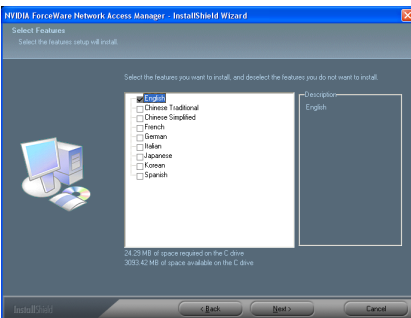 NVIDIA ForceWare Network Access Manager - InstallShield Wizard
Select Features
Select the features setup will install.
Select the features you want to install, and deselect the features you do not want to install.
English
Chinese Traditional
Chinese Simplified
French
German
Italian
Japanese
Korean
Spanish
Description
English
24.29 MB of space required on the C drive
3093.42 MB of space available on the C drive
InstallShield
< Back
Next >
Cancel